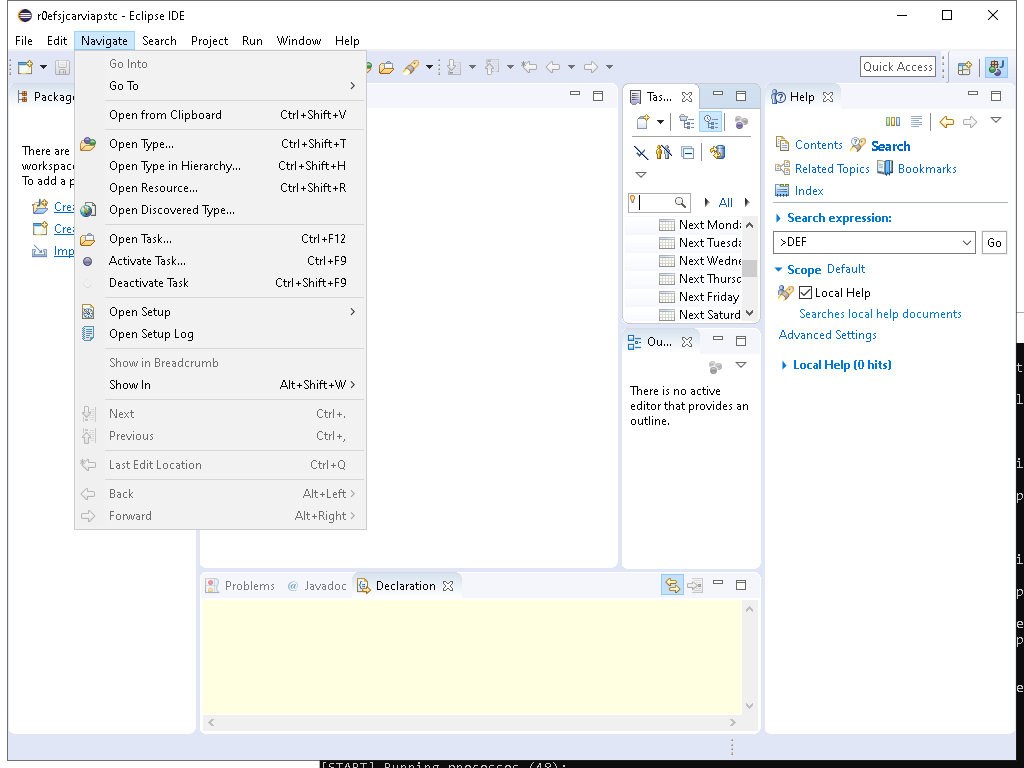 r0efsjcarviapstc - Eclipse IDE
File Edit Navigate Search Project Run Window Help
Quick Access
Go Into
Go To
Open from Clipboard Ctrl+Shift+V
Open Type... Ctrl+Shift+T
Open Type in Hierarchy... Ctrl+Shift+H
Open Resource... Ctrl+Shift+R
Open Discovered Type...
Open Task... Ctrl+F12
Activate Task... Ctrl+F9
Deactivate Task Ctrl+Shift+F9
Open Setup
Open Setup Log
Show in Breadcrumb
Show In Alt+Shift+W
Next Ctrl+.
Previous Ctrl+,
Last Edit Location Ctrl+Q
Back Alt+Left
Forward Alt+Right
Package
There are
workspac
To add a p
Crea
Crea
Imp
Tas...
All
Next Mond
Next Tuesda
Next Wedne
Next Thursc
Next Friday
Next Saturd
Ou...
There is no active
editor that provides an
outline.
Help
Contents Search
Related Topics Bookmarks
Index
Search expression:
>DEF Go
Scope Default
Local Help
Searches local help documents
Advanced Settings
Local Help (0 hits)
Problems @ Javadoc Declaration
[START] Running processes (48):